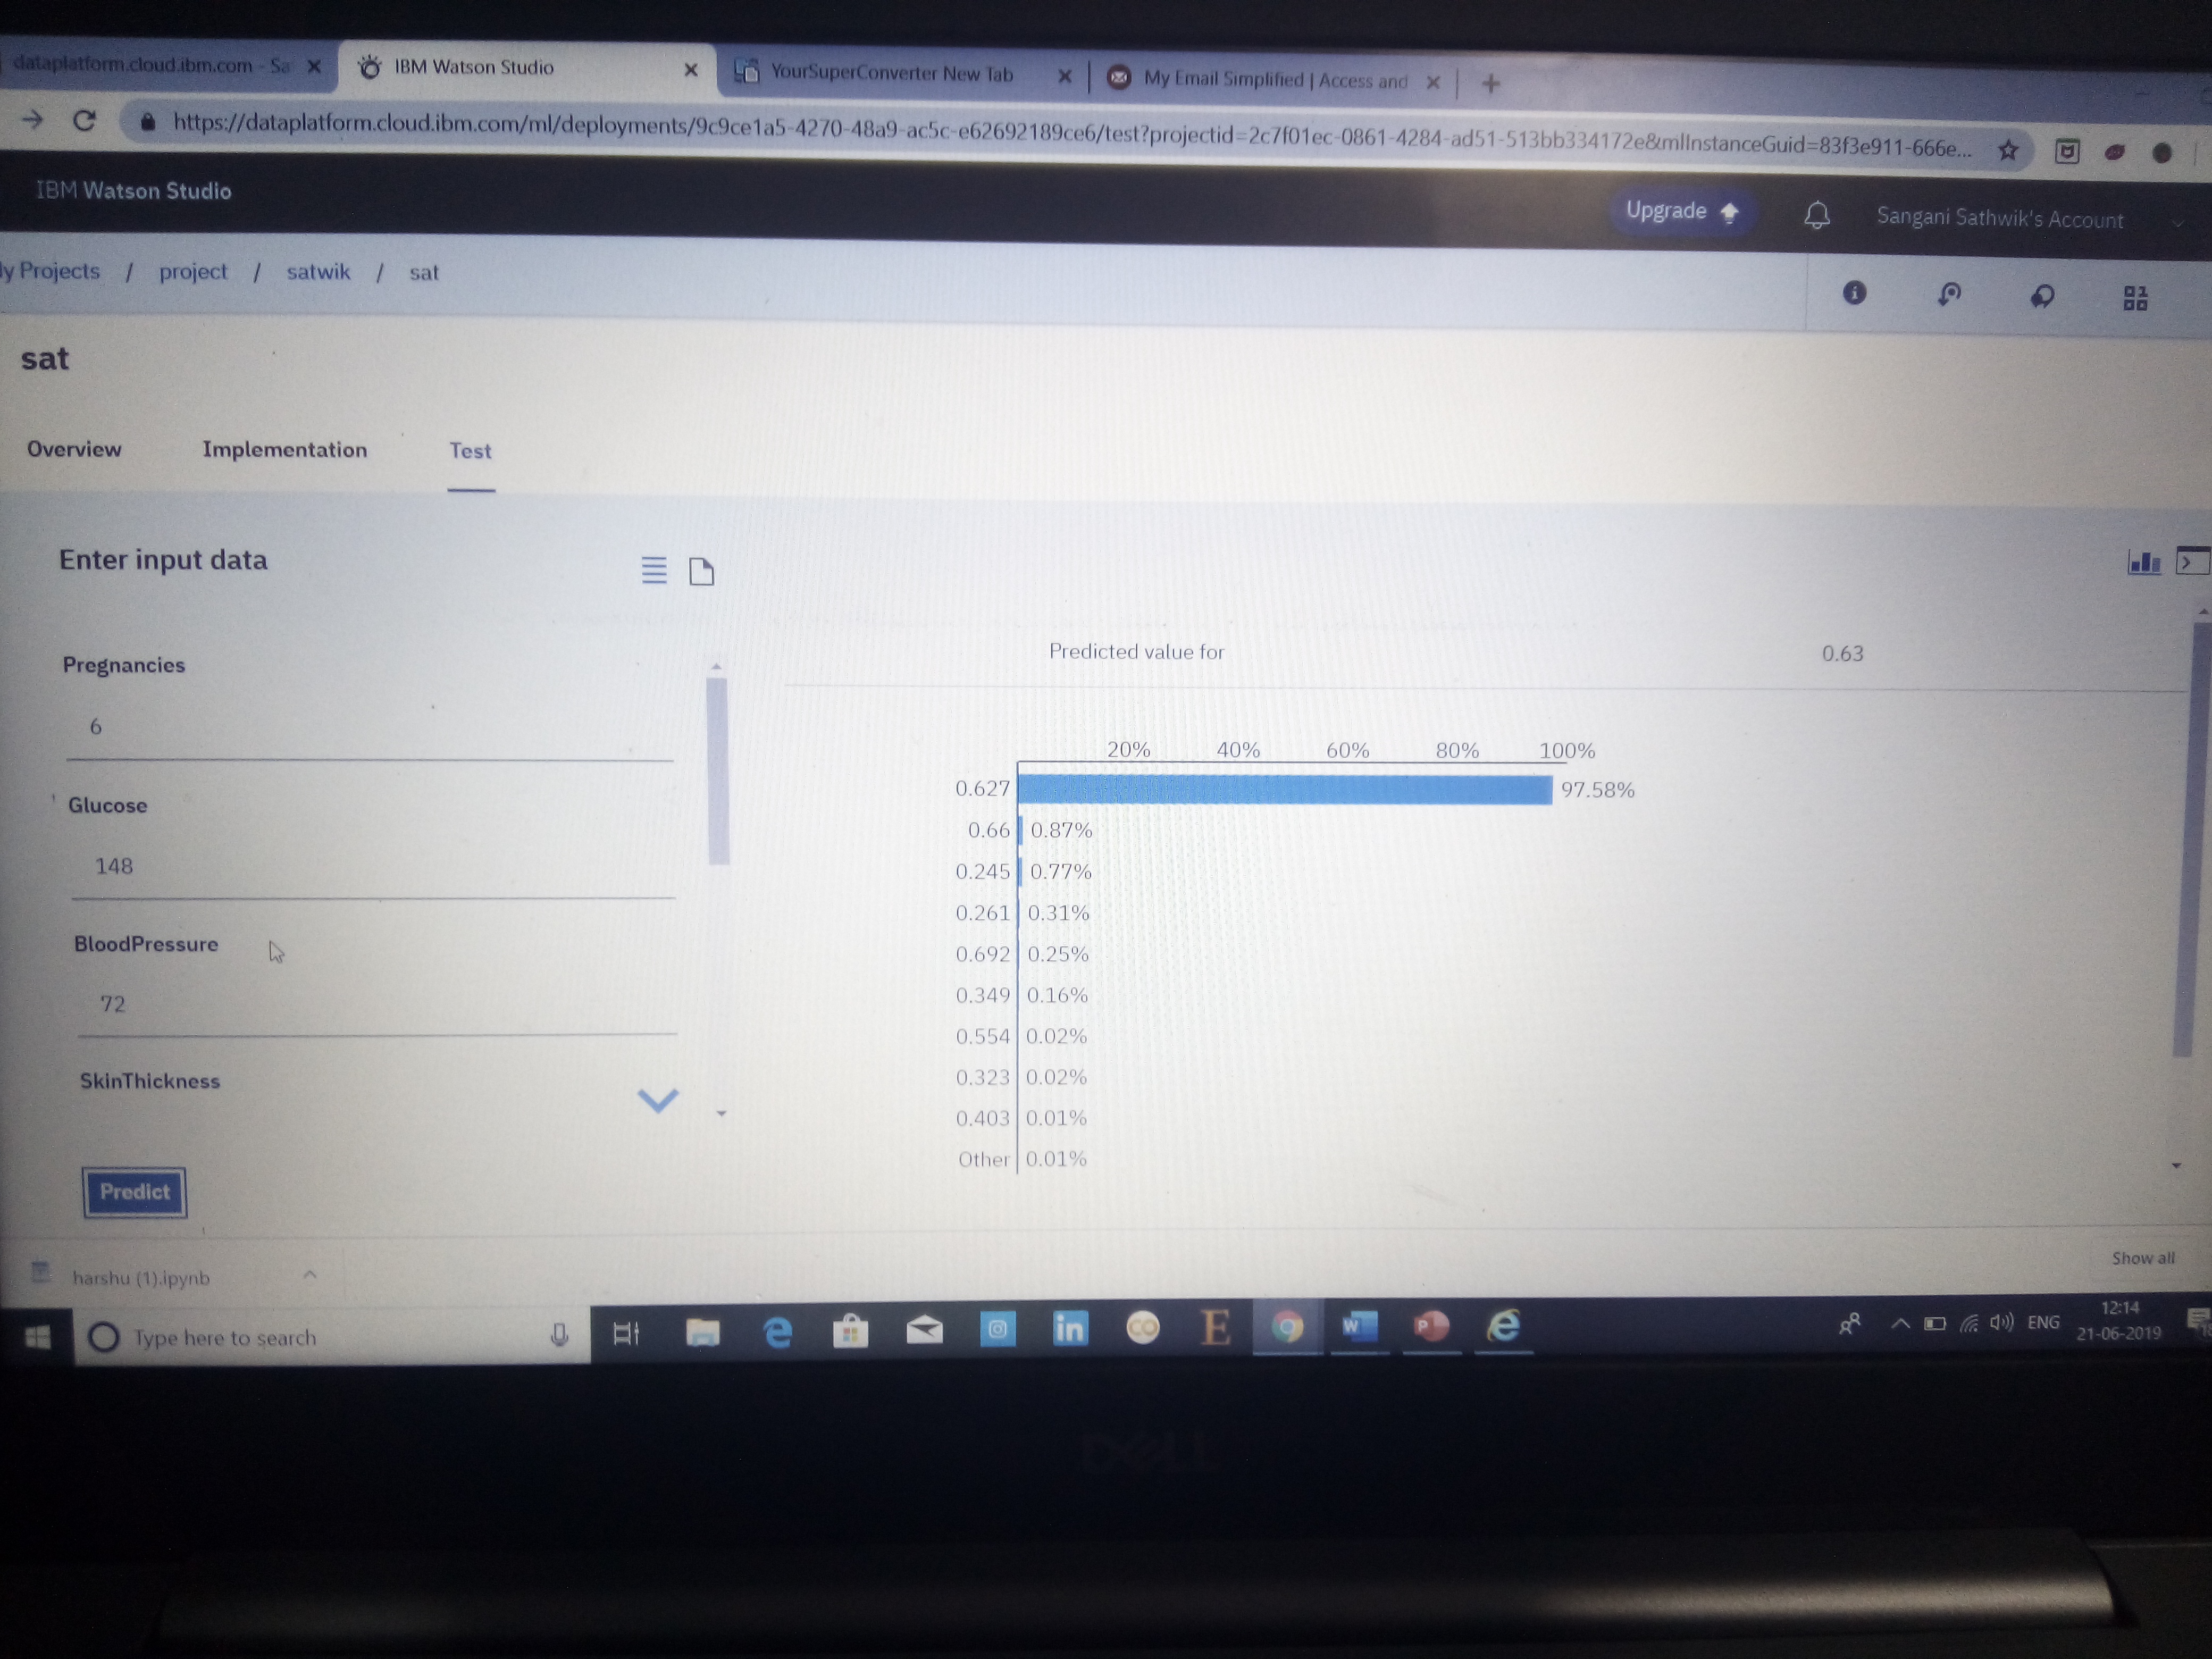 dataplatform.cloud.ibm.com - Sa
IBM Watson Studio
YourSuperConverter New Tab
My Email Simplified | Access and
https://dataplatform.cloud.ibm.com/ml/deployments/9c9ce1a5-4270-48a9-ac5c-e62692189ce6/test?projectid=2c7f01ec-0861-4284-ad51-513bb334172e&mlInstanceGuid=83f3e911-666e...
IBM Watson Studio
Upgrade
Sangani Sathwik's Account
y Projects / project / satwik / sat
sat
Overview
Implementation
Test
Enter input data
Pregnancies
6
Glucose
148
BloodPressure
72
SkinThickness
Predict
Predicted value for
0.63
20% 40% 60% 80% 100%
0.627 97.58%
0.66 0.87%
0.245 0.77%
0.261 0.31%
0.692 0.25%
0.349 0.16%
0.554 0.02%
0.323 0.02%
0.403 0.01%
Other 0.01%
harshu (1).ipynb
Show all
Type here to search
ENG
12:14
21-06-2019
DELL